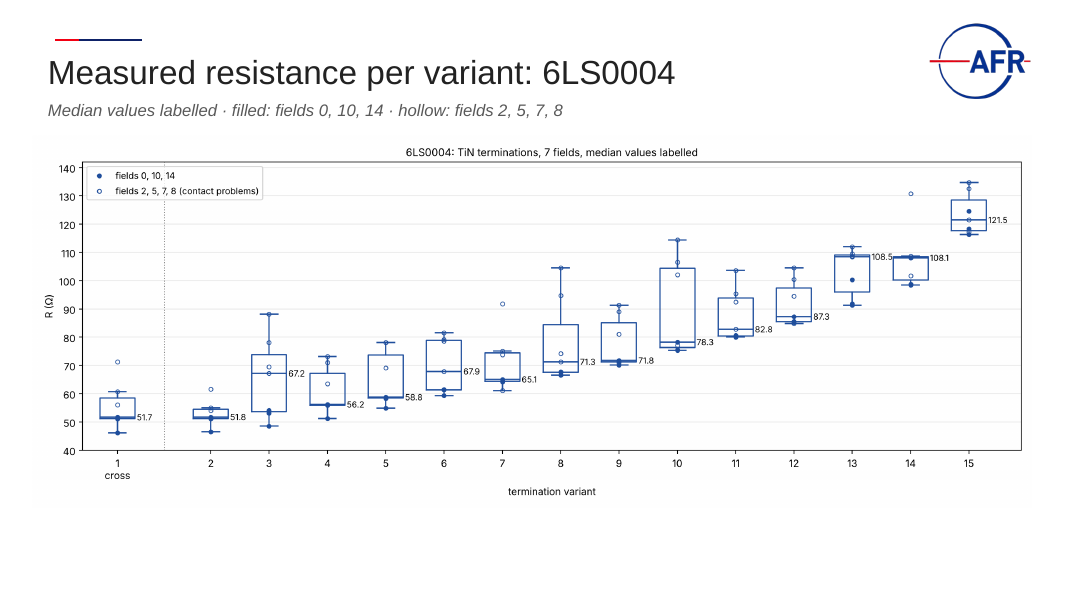 AFR
Measured resistance per variant: 6LS0004
Median values labelled · filled: fields 0, 10, 14 · hollow: fields 2, 5, 7, 8
6LS0004: TiN terminations, 7 fields, median values labelled
fields 0, 10, 14
fields 2, 5, 7, 8 (contact problems)
R (Ω)
140
130
120
110
100
90
80
70
60
50
40
51.7
51.8
67.2
56.2
58.8
67.9
65.1
71.3
71.8
78.3
82.8
87.3
108.5
108.1
121.5
1 2 3 4 5 6 7 8 9 10 11 12 13 14 15
cross
termination variant